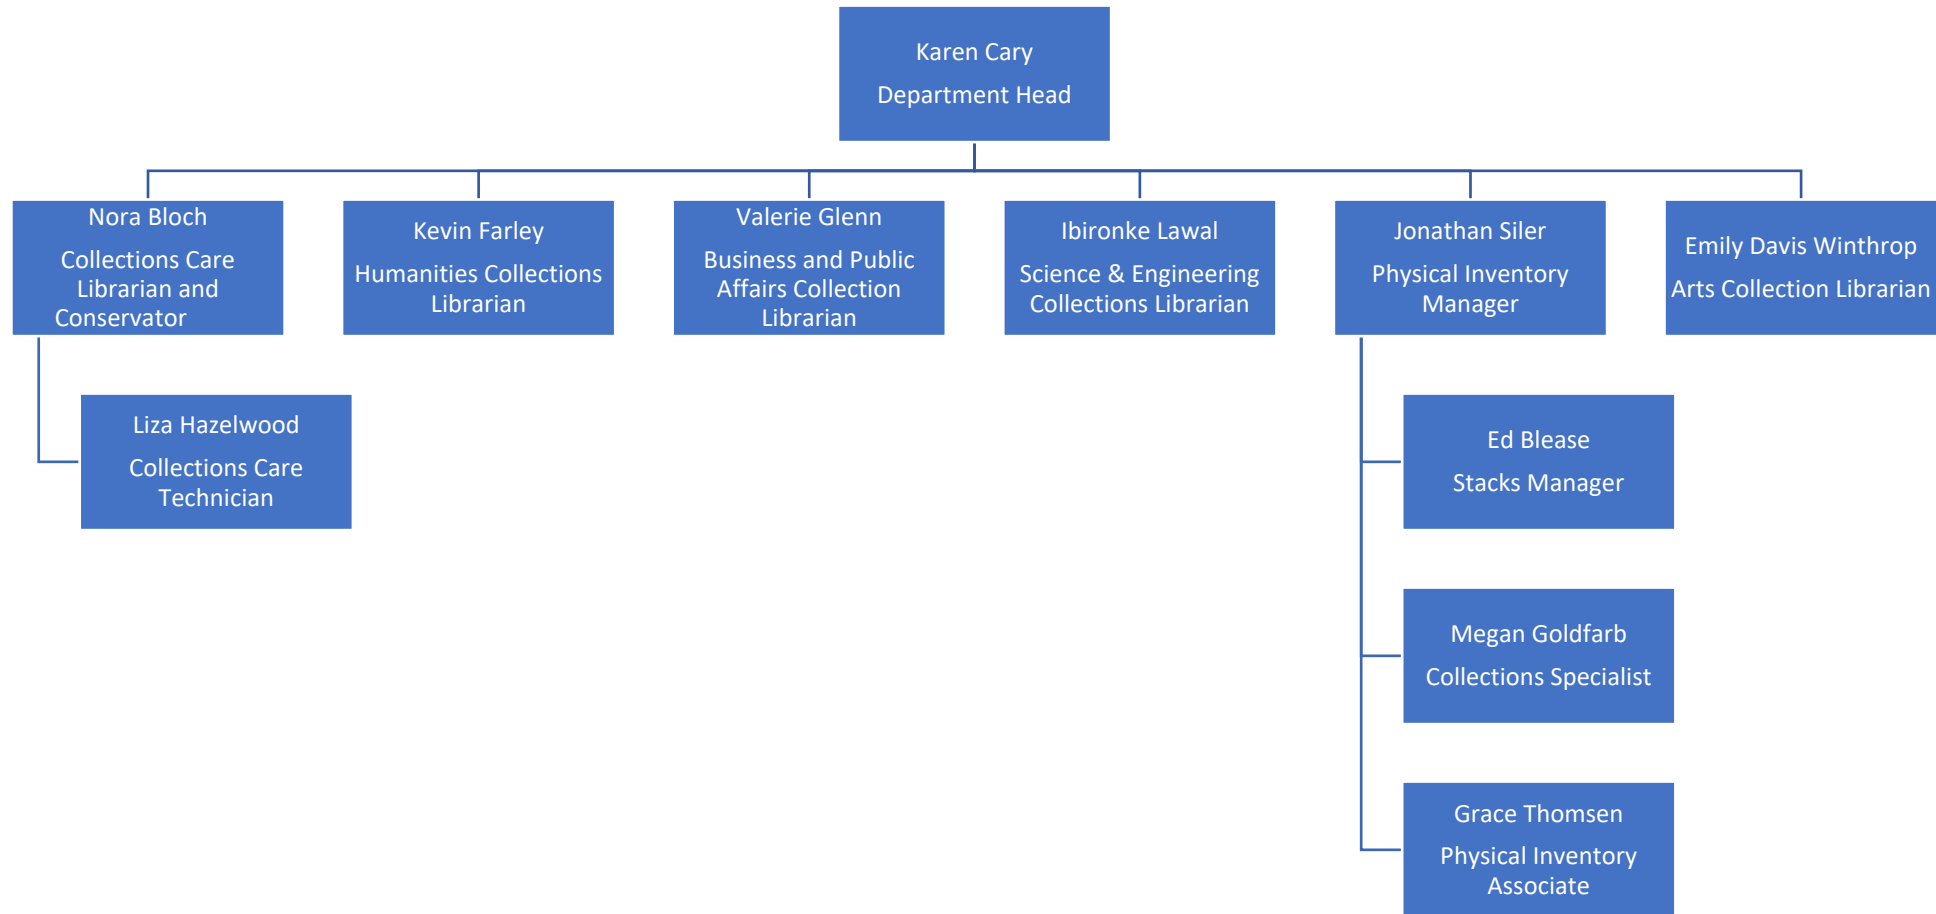 Karen Cary
Department Head
Nora Bloch
Collections Care
Librarian and
Conservator
Kevin Farley
Humanities Collections
Librarian
Valerie Glenn
Business and Public
Affairs Collection
Librarian
Ibironke Lawal
Science & Engineering
Collections Librarian
Jonathan Siler
Physical Inventory
Manager
Emily Davis Winthrop
Arts Collection Librarian
Liza Hazelwood
Collections Care
Technician
Ed Blease
Stacks Manager
Megan Goldfarb
Collections Specialist
Grace Thomsen
Physical Inventory
Associate